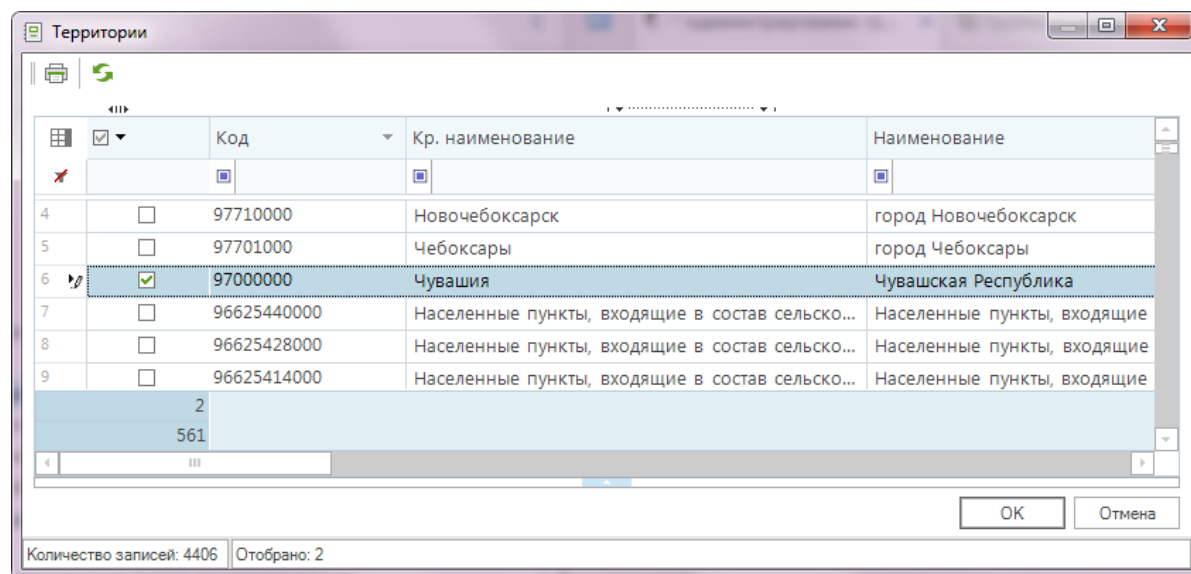 Территории
Код Кр. наименование Наименование
4 97710000 Новочебоксарск город Новочебоксарск
5 97701000 Чебоксары город Чебоксары
6 97000000 Чувашия Чувашская Республика
7 96625440000 Населенные пункты, входящие в состав сельско... Населенные пункты, входящие
8 96625428000 Населенные пункты, входящие в состав сельско... Населенные пункты, входящие
9 96625414000 Населенные пункты, входящие в состав сельско... Населенные пункты, входящие
2
561
OK Отмена
Количество записей: 4406 Отобрано: 2